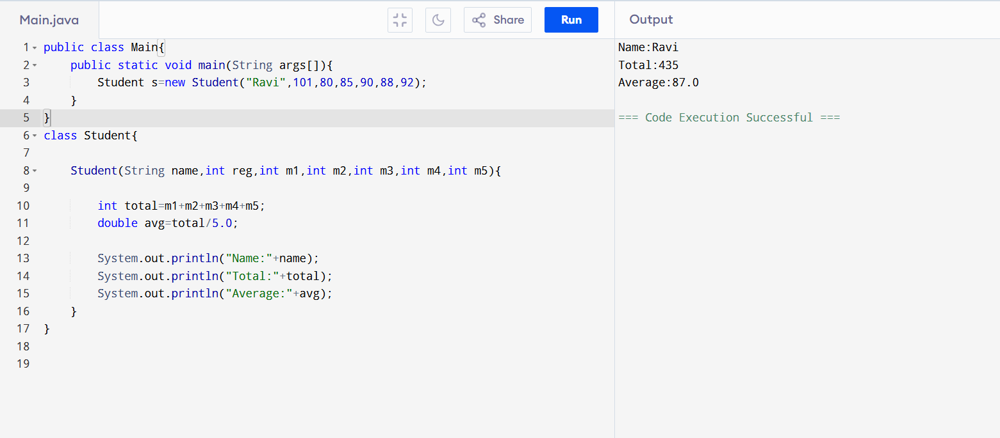 Main.java
Share
Run
Output
1 public class Main{
2     public static void main(String args[]){
3         Student s=new Student("Ravi",101,80,85,90,88,92);
4     }
5 }
6 class Student{
7
8     Student(String name,int reg,int m1,int m2,int m3,int m4,int m5){
9
10         int total=m1+m2+m3+m4+m5;
11         double avg=total/5.0;
12
13         System.out.println("Name:"+name);
14         System.out.println("Total:"+total);
15         System.out.println("Average:"+avg);
16     }
17 }
18
19
Name:Ravi
Total:435
Average:87.0
=== Code Execution Successful ===